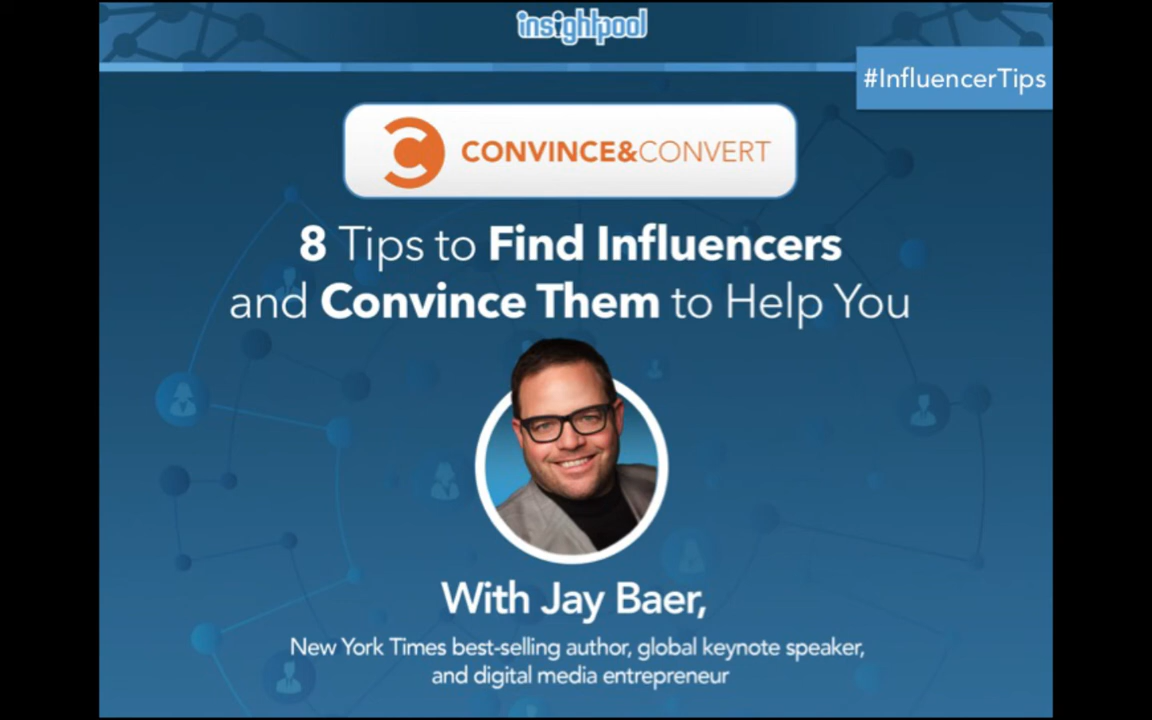 insightpool
#InfluencerTips
CONVINCE&CONVERT
8 Tips to Find Influencers
and Convince Them to Help You
With Jay Baer,
New York Times best-selling author, global keynote speaker,
and digital media entrepreneur